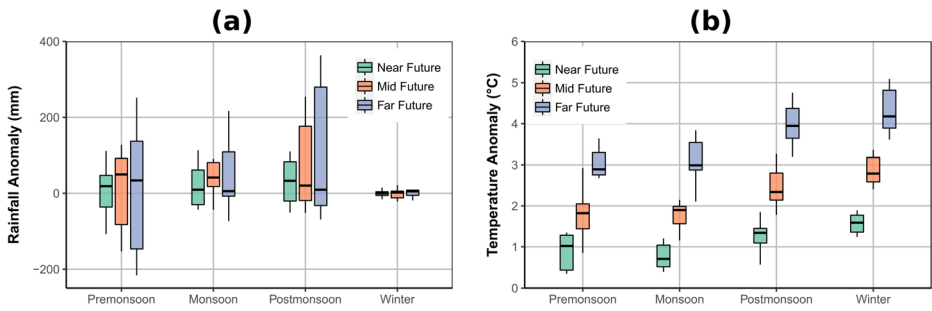 (a)
Rainfall Anomaly (mm)
400
200
0
−200
Near Future
Mid Future
Far Future
Premonsoon Monsoon Postmonsoon Winter
(b)
Temperature Anomaly (°C)
6
5
4
3
2
1
0
Near Future
Mid Future
Far Future
Premonsoon Monsoon Postmonsoon Winter